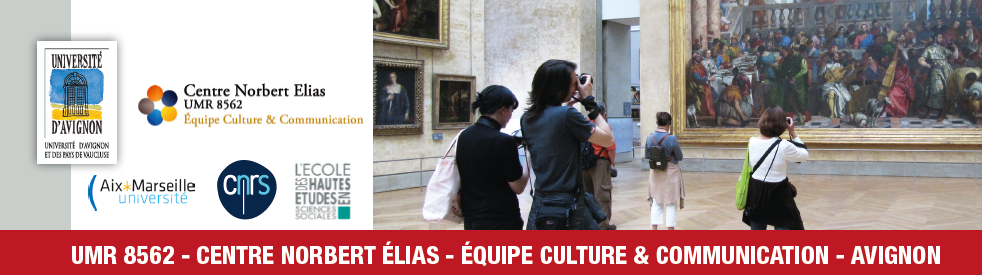 UNIVERSITÉ
D'AVIGNON
UNIVERSITÉ D'AVIGNON
ET DES PAYS DE VAUCLUSE
Centre Norbert Elias
UMR 8562
Équipe Culture & Communication
Aix*Marseille
université
cnrs
L'ÉCOLE
DES HAUTES
ETUDES EN
SCIENCES
SOCIALES
UMR 8562 - CENTRE NORBERT ÉLIAS - ÉQUIPE CULTURE & COMMUNICATION - AVIGNON